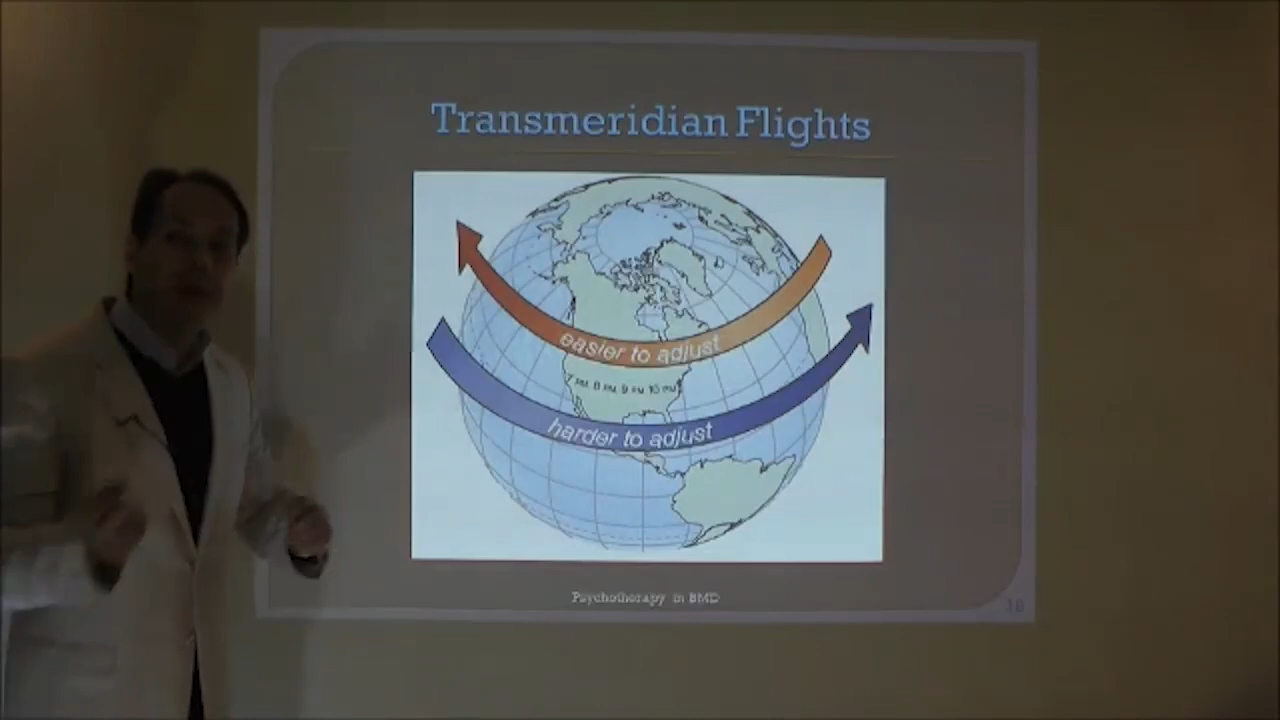 Transmeridian Flights
easier to adjust
7 PM 8 PM 9 PM 10 PM
harder to adjust
Psychotherapy in BMD
18